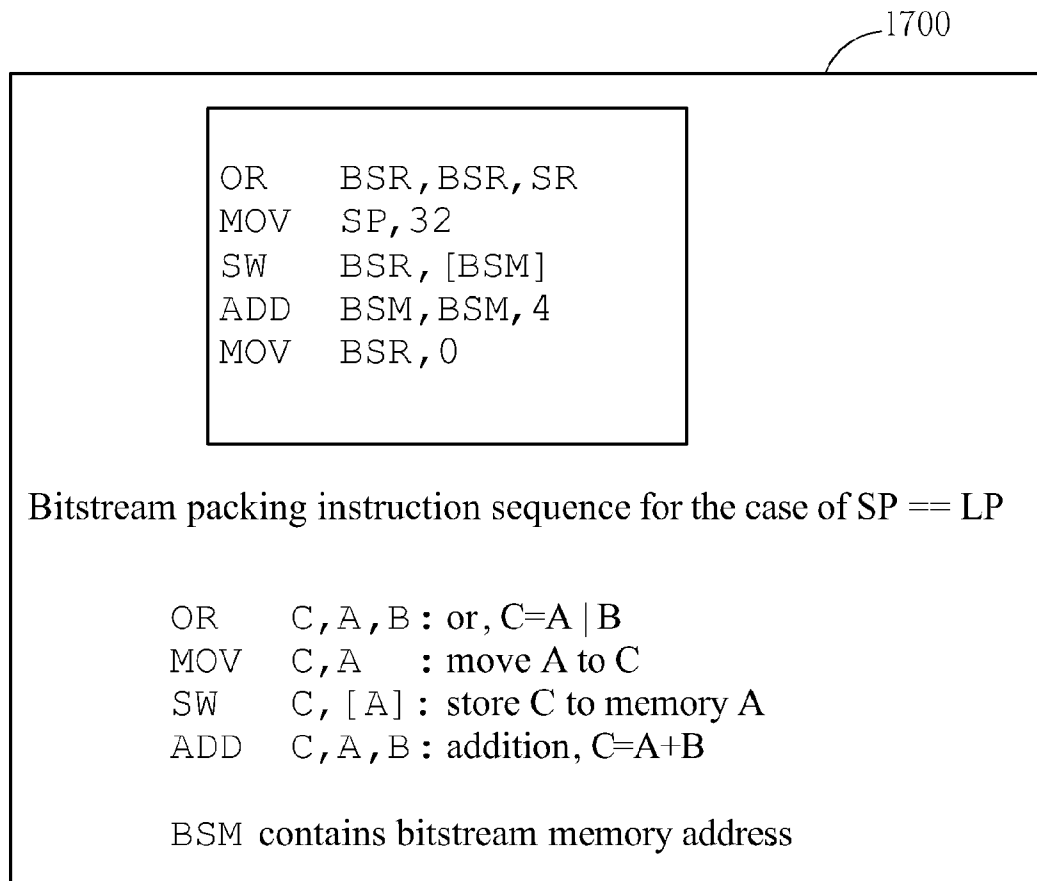 1700
OR BSR,BSR,SR
MOV SP,32
SW BSR,[BSM]
ADD BSM,BSM,4
MOV BSR,0
Bitstream packing instruction sequence for the case of SP == LP
OR C,A,B : or, C=A | B
MOV C,A : move A to C
SW C,[A] : store C to memory A
ADD C,A,B : addition, C=A+B
BSM contains bitstream memory address